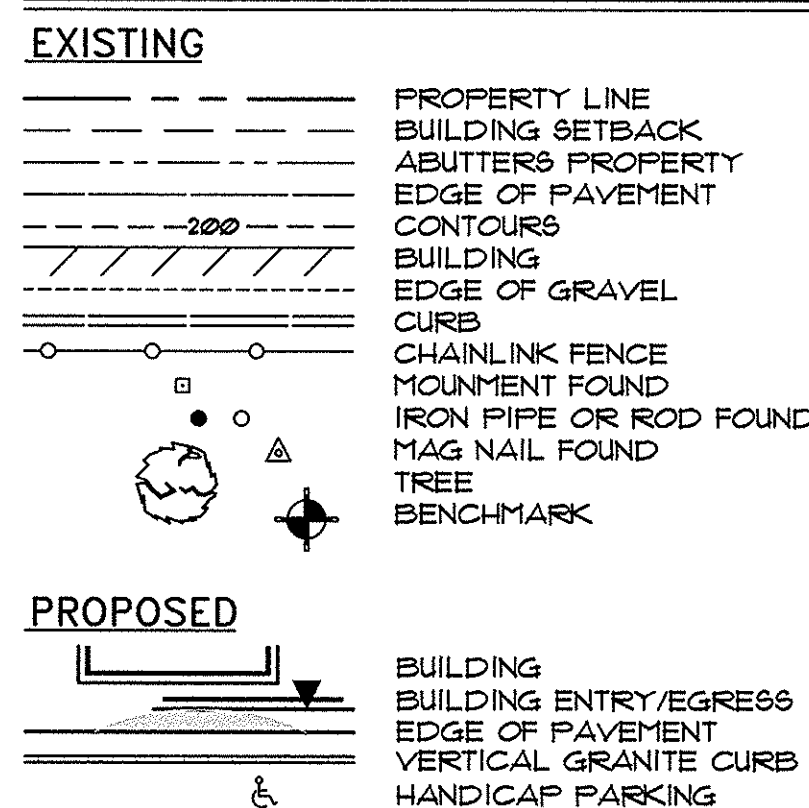 EXISTING
PROPERTY LINE
BUILDING SETBACK
ABUTTERS PROPERTY
EDGE OF PAVEMENT
200 CONTOURS
BUILDING
EDGE OF GRAVEL
CURB
CHAINLINK FENCE
MOUNMENT FOUND
IRON PIPE OR ROD FOUND
MAG NAIL FOUND
TREE
BENCHMARK
PROPOSED
BUILDING
BUILDING ENTRY/EGRESS
EDGE OF PAVEMENT
VERTICAL GRANITE CURB
HANDICAP PARKING